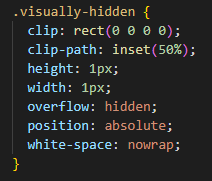 .visually-hidden {
  clip: rect(0 0 0 0);
  clip-path: inset(50%);
  height: 1px;
  width: 1px;
  overflow: hidden;
  position: absolute;
  white-space: nowrap;
}